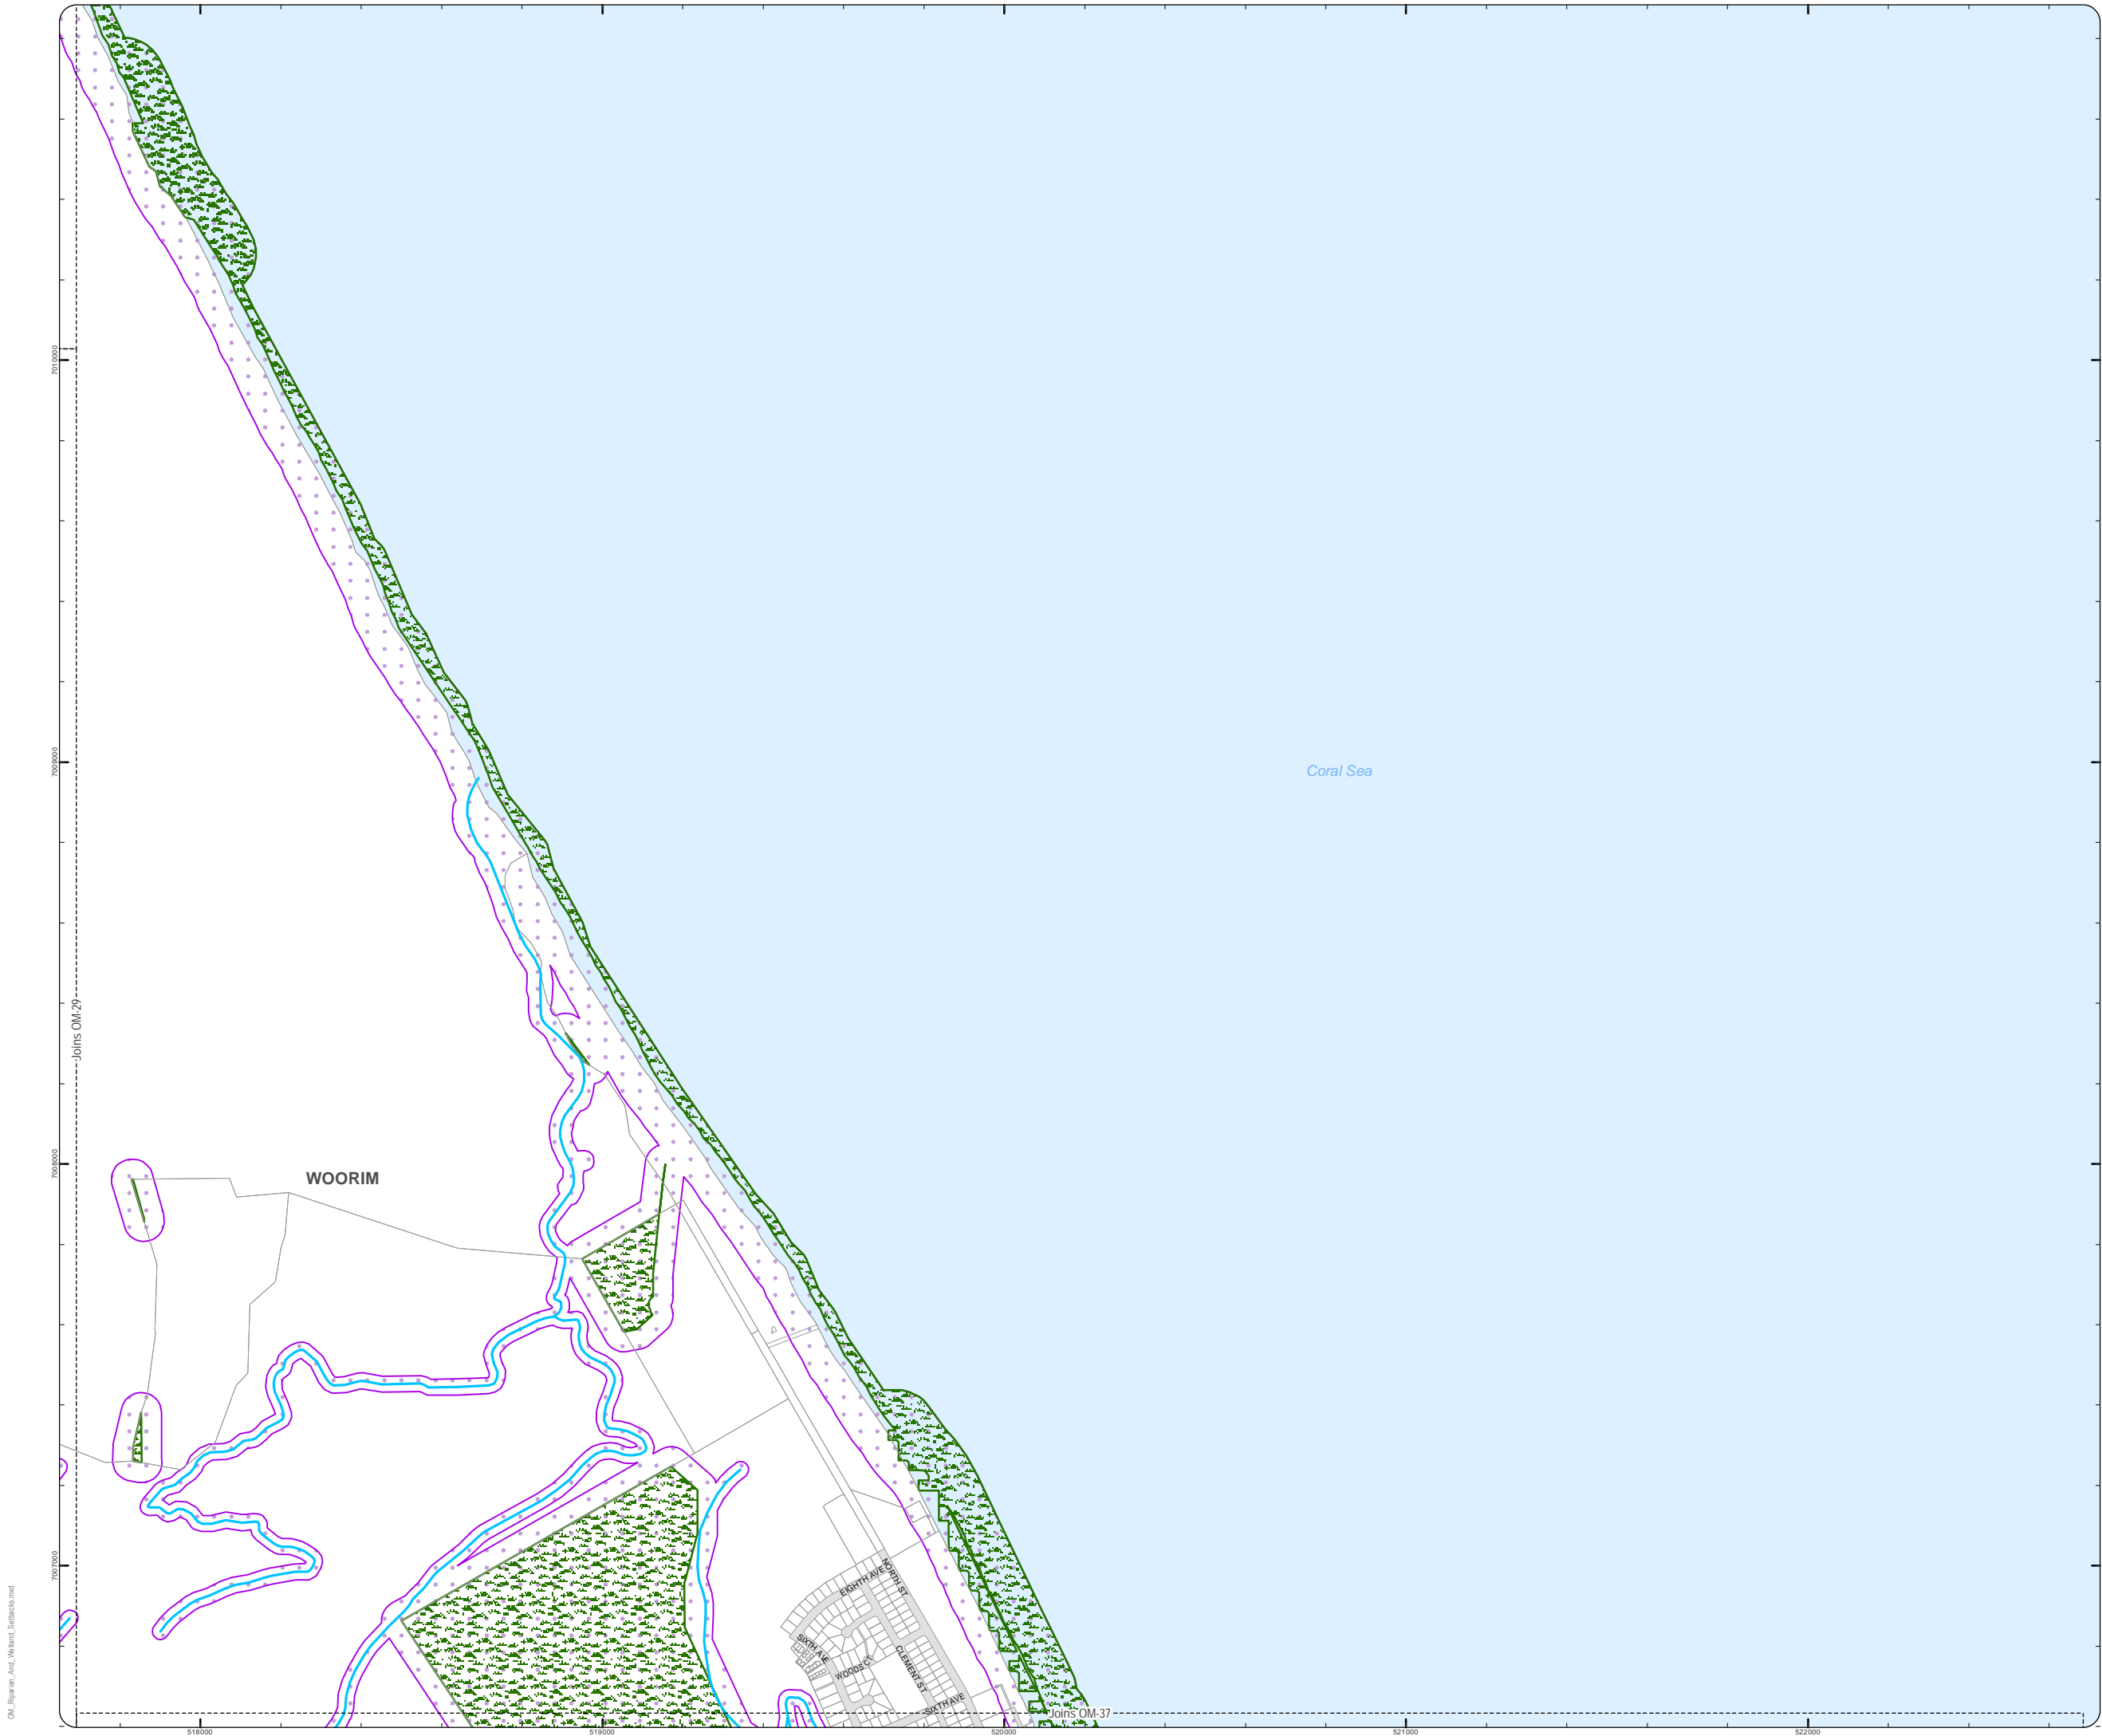 7010000
7009000
Coral Sea
Joins OM-29
7008000
WOORIM
7007000
EIGHTH AVE
NORTH ST
SIXTH AVE
WOODS CT
CLEMENT ST
SIXTH AVE
Joins OM-37
518000
519000
520000
521000
522000
OM_Riparian_And_Wetland_Setbacks.mxd